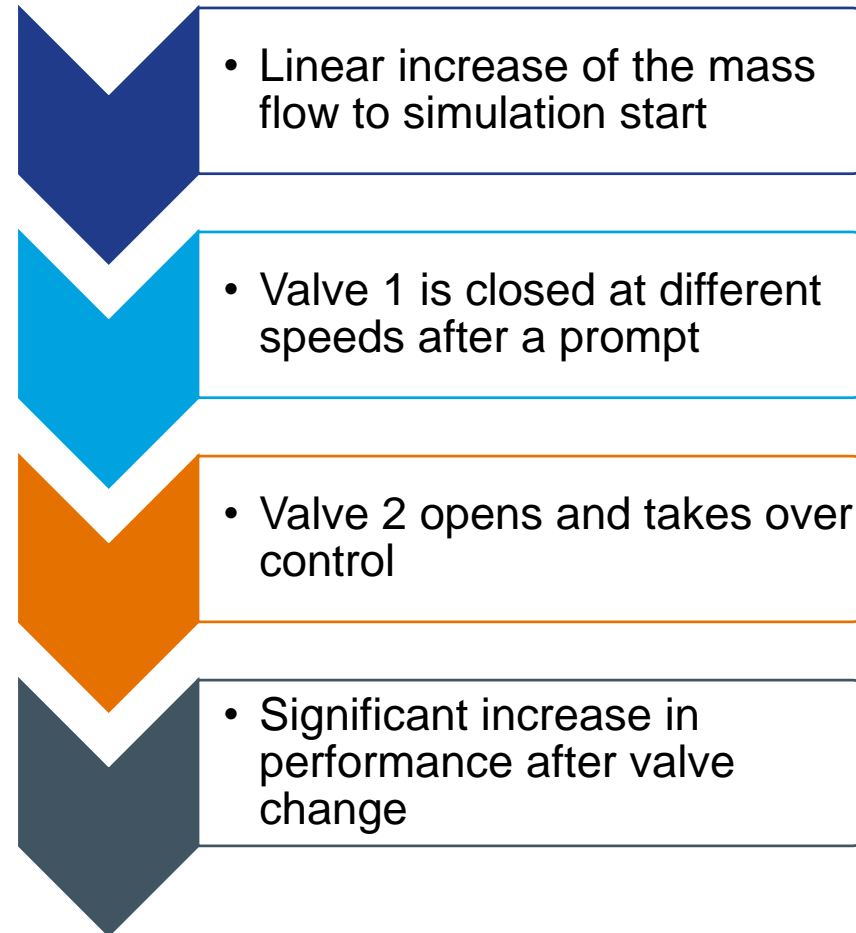 • Linear increase of the mass
flow to simulation start
• Valve 1 is closed at different
speeds after a prompt
• Valve 2 opens and takes over
control
• Significant increase in
performance after valve
change